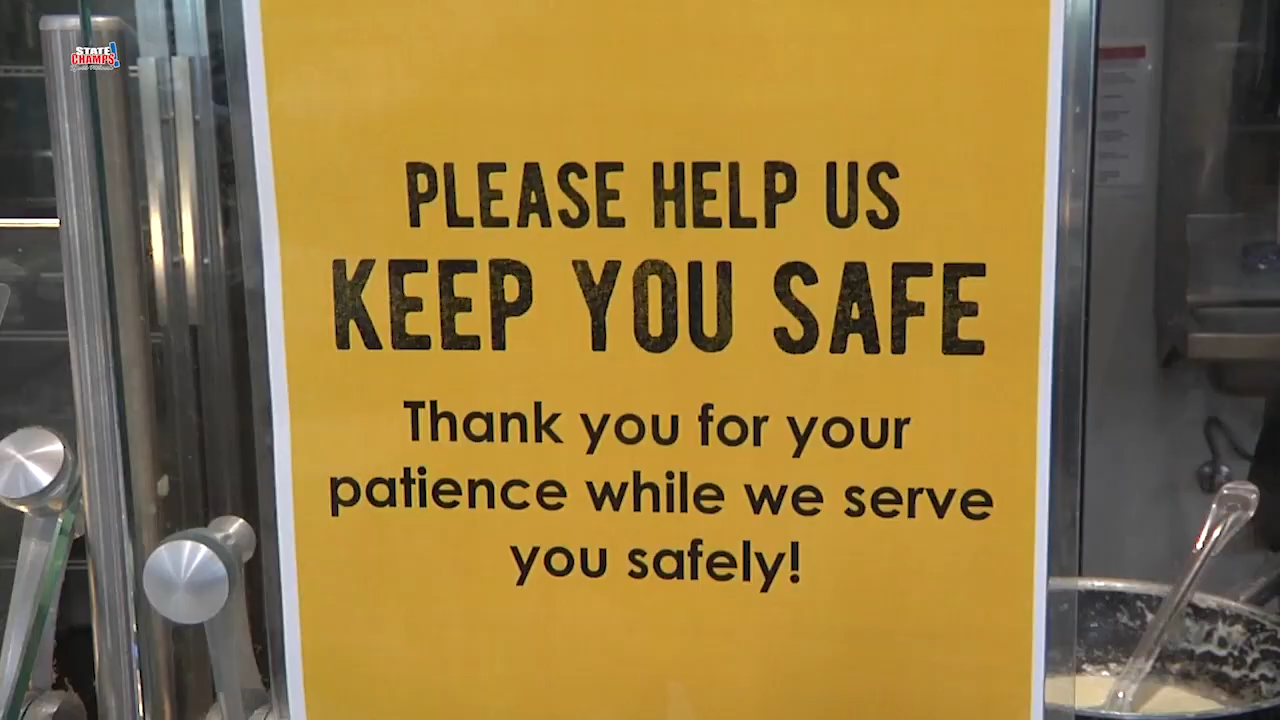 STATE
CHAMPS!
PLEASE HELP US
KEEP YOU SAFE
Thank you for your
patience while we serve
you safely!